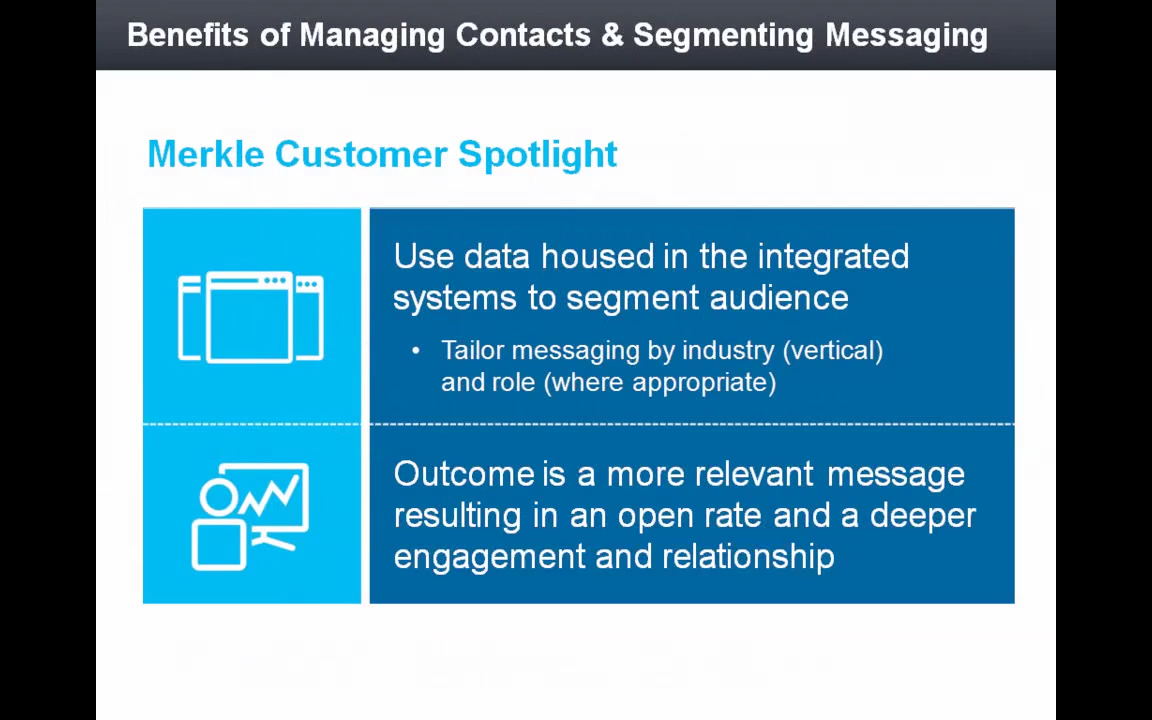 Benefits of Managing Contacts & Segmenting Messaging
Merkle Customer Spotlight
Use data housed in the integrated
systems to segment audience
• Tailor messaging by industry (vertical)
and role (where appropriate)
Outcome is a more relevant message
resulting in an open rate and a deeper
engagement and relationship